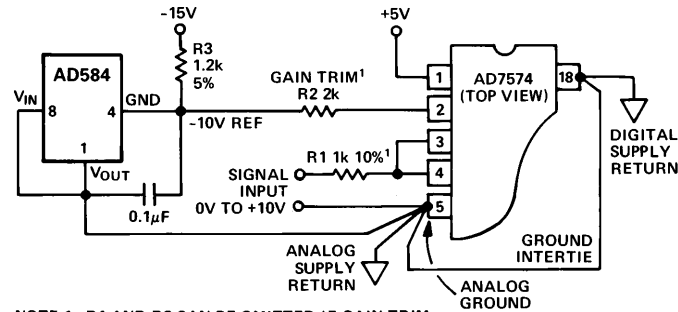 -15V
+5V
R3
1.2k
5%
AD584
VIN
8
4
GND
1
VOUT
0.1μF
-10V REF
GAIN TRIM1
R2 2k
1
2
3
4
5
AD7574
(TOP VIEW)
18
DIGITAL
SUPPLY
RETURN
R1 1k 10%1
SIGNAL
INPUT
0V TO +10V
ANALOG
SUPPLY
RETURN
GROUND
INTERTIE
ANALOG
GROUND